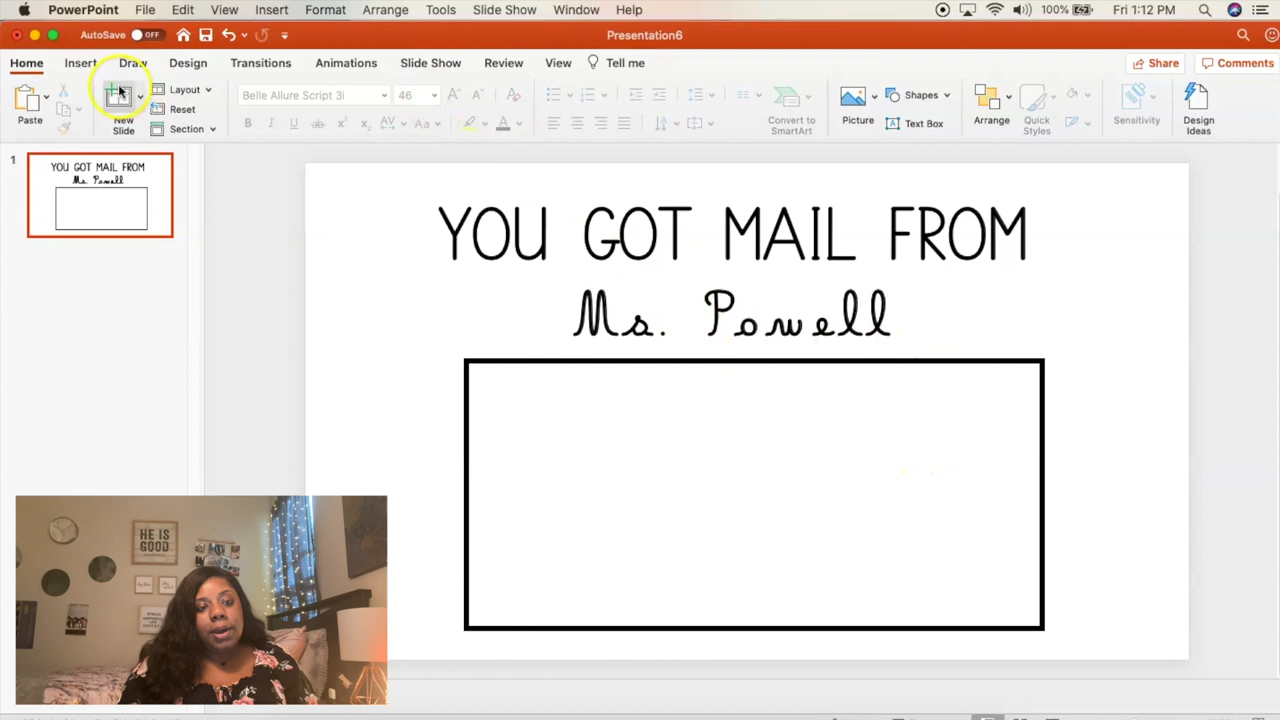 PowerPoint File Edit View Insert Format Arrange Tools Slide Show Window Help 100% Fri 1:12 PM
AutoSave OFF Presentation6
Home Insert Draw Design Transitions Animations Slide Show Review View Tell me Share Comments
Paste New Slide Layout Reset Section
Belle Allure Script 3i 46
Convert to SmartArt Picture Shapes Text Box Arrange Quick Styles Sensitivity Design Ideas
1
YOU GOT MAIL FROM
Ms. Powell
YOU GOT MAIL FROM
Ms. Powell
HE IS
GOOD